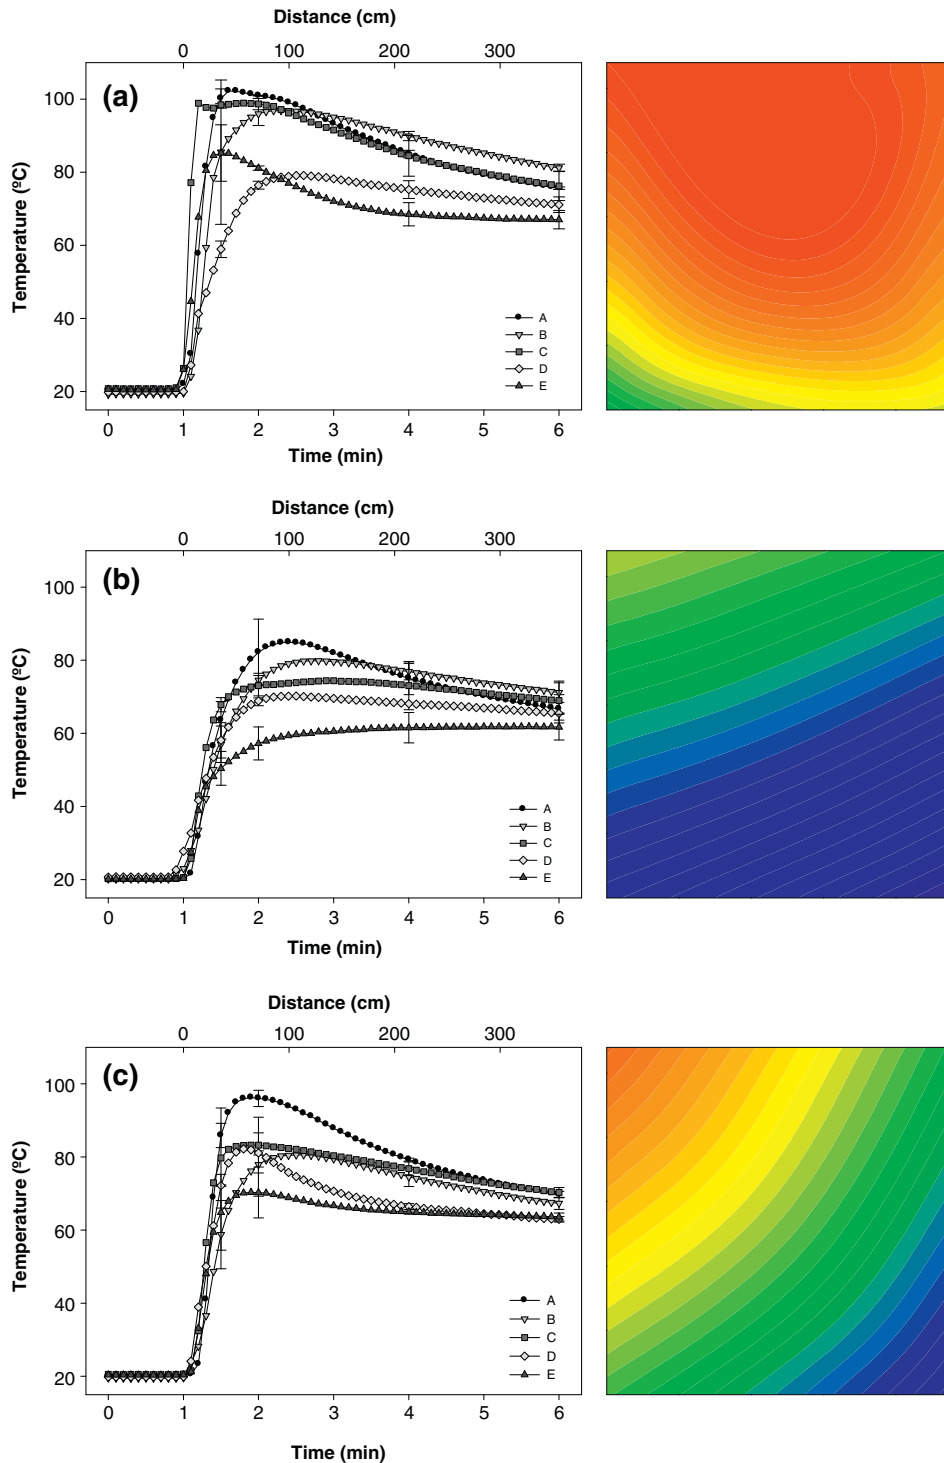 Distance (cm)
0 100 200 300
(a)
100
80
60
40
20
Temperature (ºC)
A
B
C
D
E
0 1 2 3 4 5 6
Time (min)
Distance (cm)
0 100 200 300
(b)
100
80
60
40
20
Temperature (ºC)
A
B
C
D
E
0 1 2 3 4 5 6
Time (min)
Distance (cm)
0 100 200 300
(c)
100
80
60
40
20
Temperature (ºC)
A
B
C
D
E
0 1 2 3 4 5 6
Time (min)